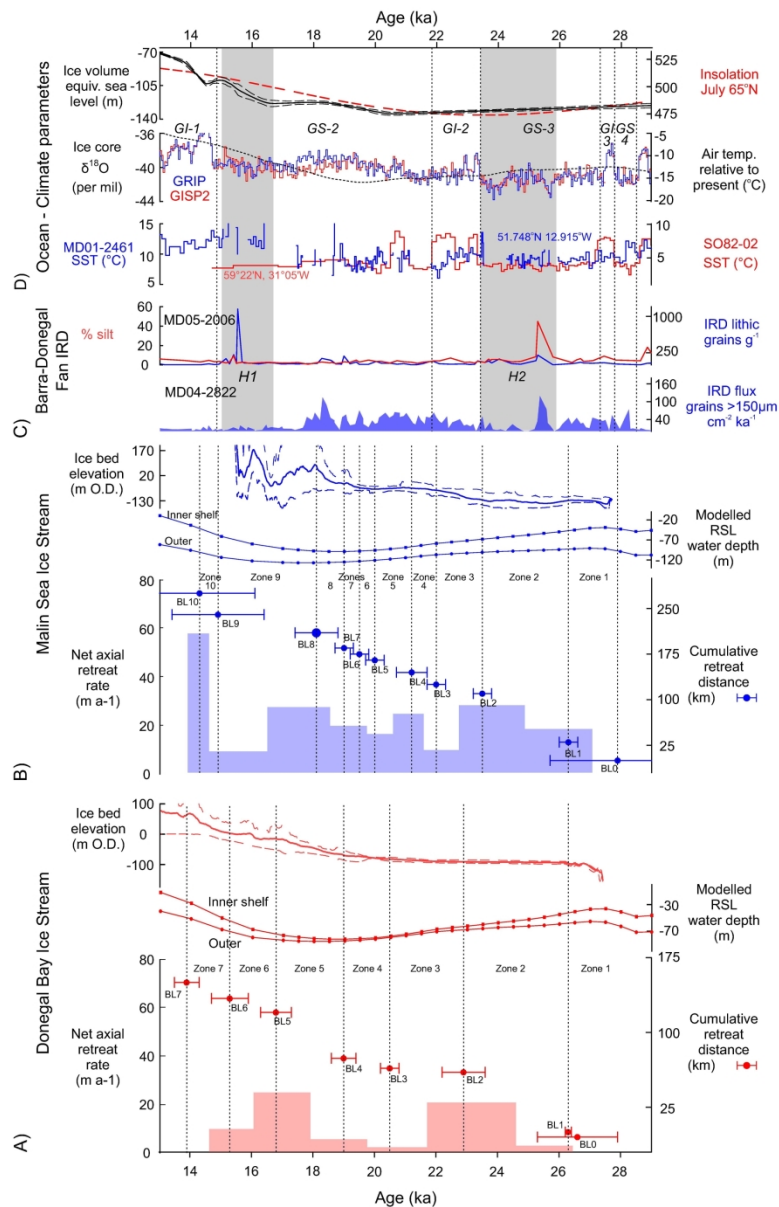 Age (ka)
14 16 18 20 22 24 26 28
D) Ocean - Climate parameters
-70
-105
-140
Ice volume
equiv. sea
level (m)
525
500
475
Insolation
July 65°N
GI-1
GS-2
GI-2
GS-3
GI
3
GS
4
-36
-40
-44
Ice core
δ¹⁸O
(per mil)
GRIP
GISP2
-5
-10
-15
-20
Air temp.
relative to
present (°C)
15
10
5
MD01-2461
SST (°C)
59°22'N, 31°05'W
51.748°N 12.915°W
15
10
5
SO82-02
SST (°C)
C) Barra-Donegal
Fan IRD
% silt
60
40
20
0
MD05-2006
1000
0
IRD lithic
grains g⁻¹
H1
H2
MD04-2822
160
100
40
IRD flux
grains >150µm
cm⁻² ka⁻¹
B) Malin Sea Ice Stream
Ice bed
elevation
(m O.D.)
170
20
-130
Inner shelf
Outer
-20
-70
-120
Modelled
RSL
water depth
(m)
80
60
40
20
0
Net axial
retreat
rate
(m a-1)
Zone
10
Zone 9
8
Zones
7
6
Zone
5
Zone
4
Zone 3
Zone 2
Zone 1
BL10
BL9
BL8
BL7
BL6
BL5
BL4
BL3
BL2
BL1
BL0
250
175
100
25
Cumulative
retreat
distance
(km)
A) Donegal Bay Ice Stream
Ice bed
elevation
(m O.D.)
100
0
-100
Inner shelf
Outer
-30
-70
Modelled
RSL
water depth
(m)
80
60
40
20
0
Net axial
retreat
rate
(m a-1)
Zone 7
Zone 6
Zone 5
Zone 4
Zone 3
Zone 2
Zone 1
BL7
BL6
BL5
BL4
BL3
BL2
BL1
BL0
175
100
25
Cumulative
retreat
distance
(km)
13 14 16 18 20 22 24 26 28
Age (ka)